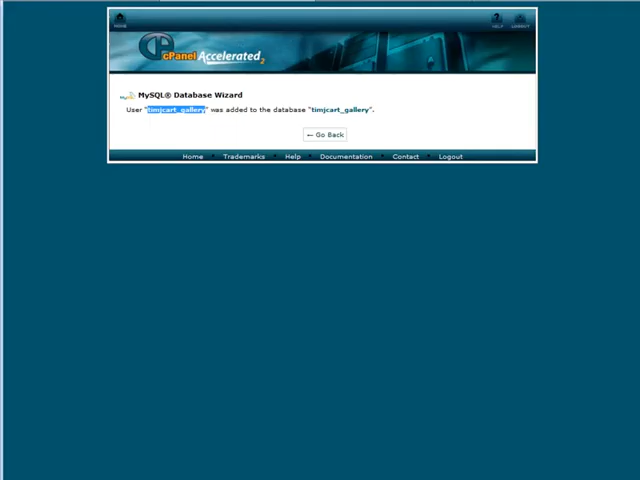 HOME
HELP
LOGOUT
cPanel Accelerated2
MySQL® Database Wizard
User "timjcart_gallery" was added to the database "timjcart_gallery".
← Go Back
Home • Trademarks • Help • Documentation • Contact • Logout